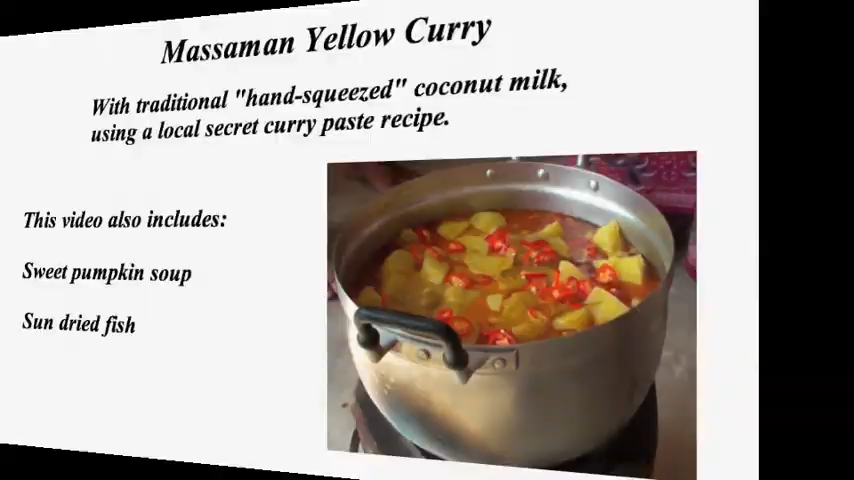 Massaman Yellow Curry
With traditional "hand-squeezed" coconut milk,
using a local secret curry paste recipe.
This video also includes:
Sweet pumpkin soup
Sun dried fish